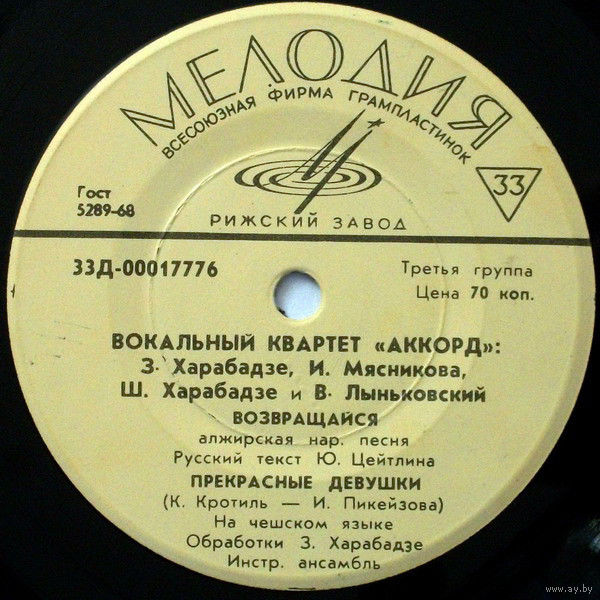 МЕЛОДИЯ
ВСЕСОЮЗНАЯ ФИРМА ГРАМПЛАСТИНОК
33
Гост
5289-68
РИЖСКИЙ ЗАВОД
33Д-00017776
Третья группа
Цена 70 коп.
ВОКАЛЬНЫЙ КВАРТЕТ «АККОРД»:
З. Харабадзе, И. Мясникова,
Ш. Харабадзе и В. Лыньковский
ВОЗВРАЩАЙСЯ
алжирская нар. песня
Русский текст Ю. Цейтлина
ПРЕКРАСНЫЕ ДЕВУШКИ
(К. Кротиль — И. Пикейзова)
На чешском языке
Обработки З. Харабадзе
Инстр. ансамбль
www.ay.by